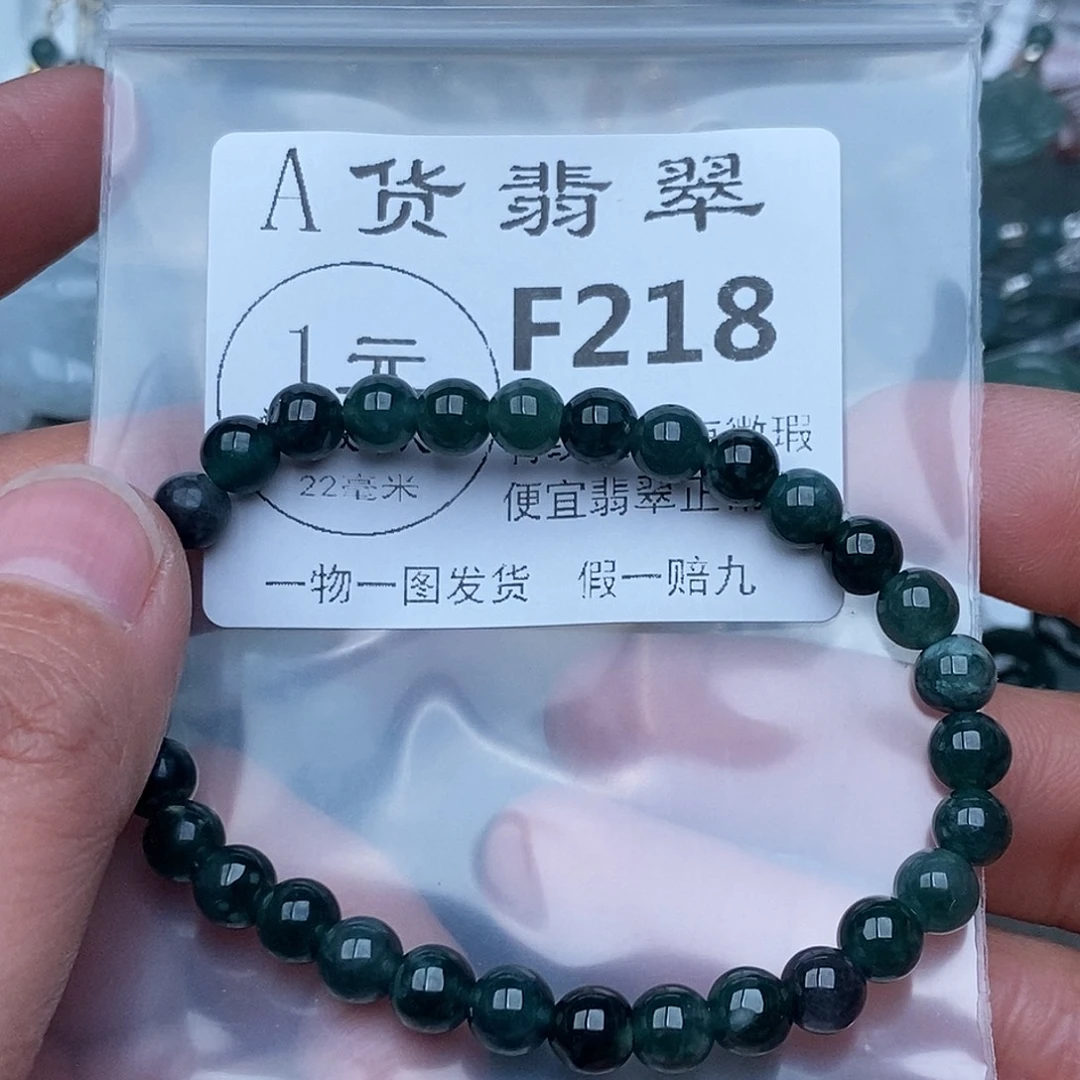 A 货 翡 翠
1 元
F218
微瑕
22毫米
便宜翡翠正常
一物一图发货 假一赔九